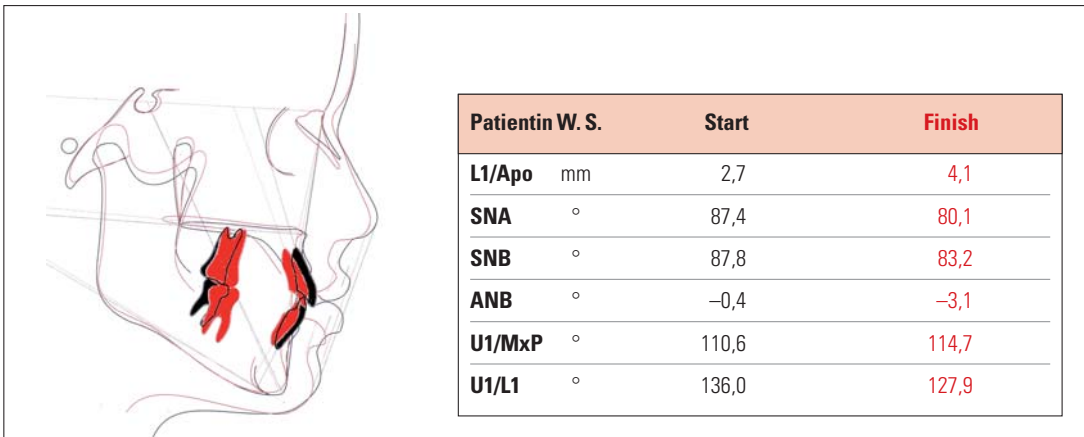 Patientin W. S. Start Finish
L1/Apo mm 2,7 4,1
SNA ° 87,4 80,1
SNB ° 87,8 83,2
ANB ° –0,4 –3,1
U1/MxP ° 110,6 114,7
U1/L1 ° 136,0 127,9